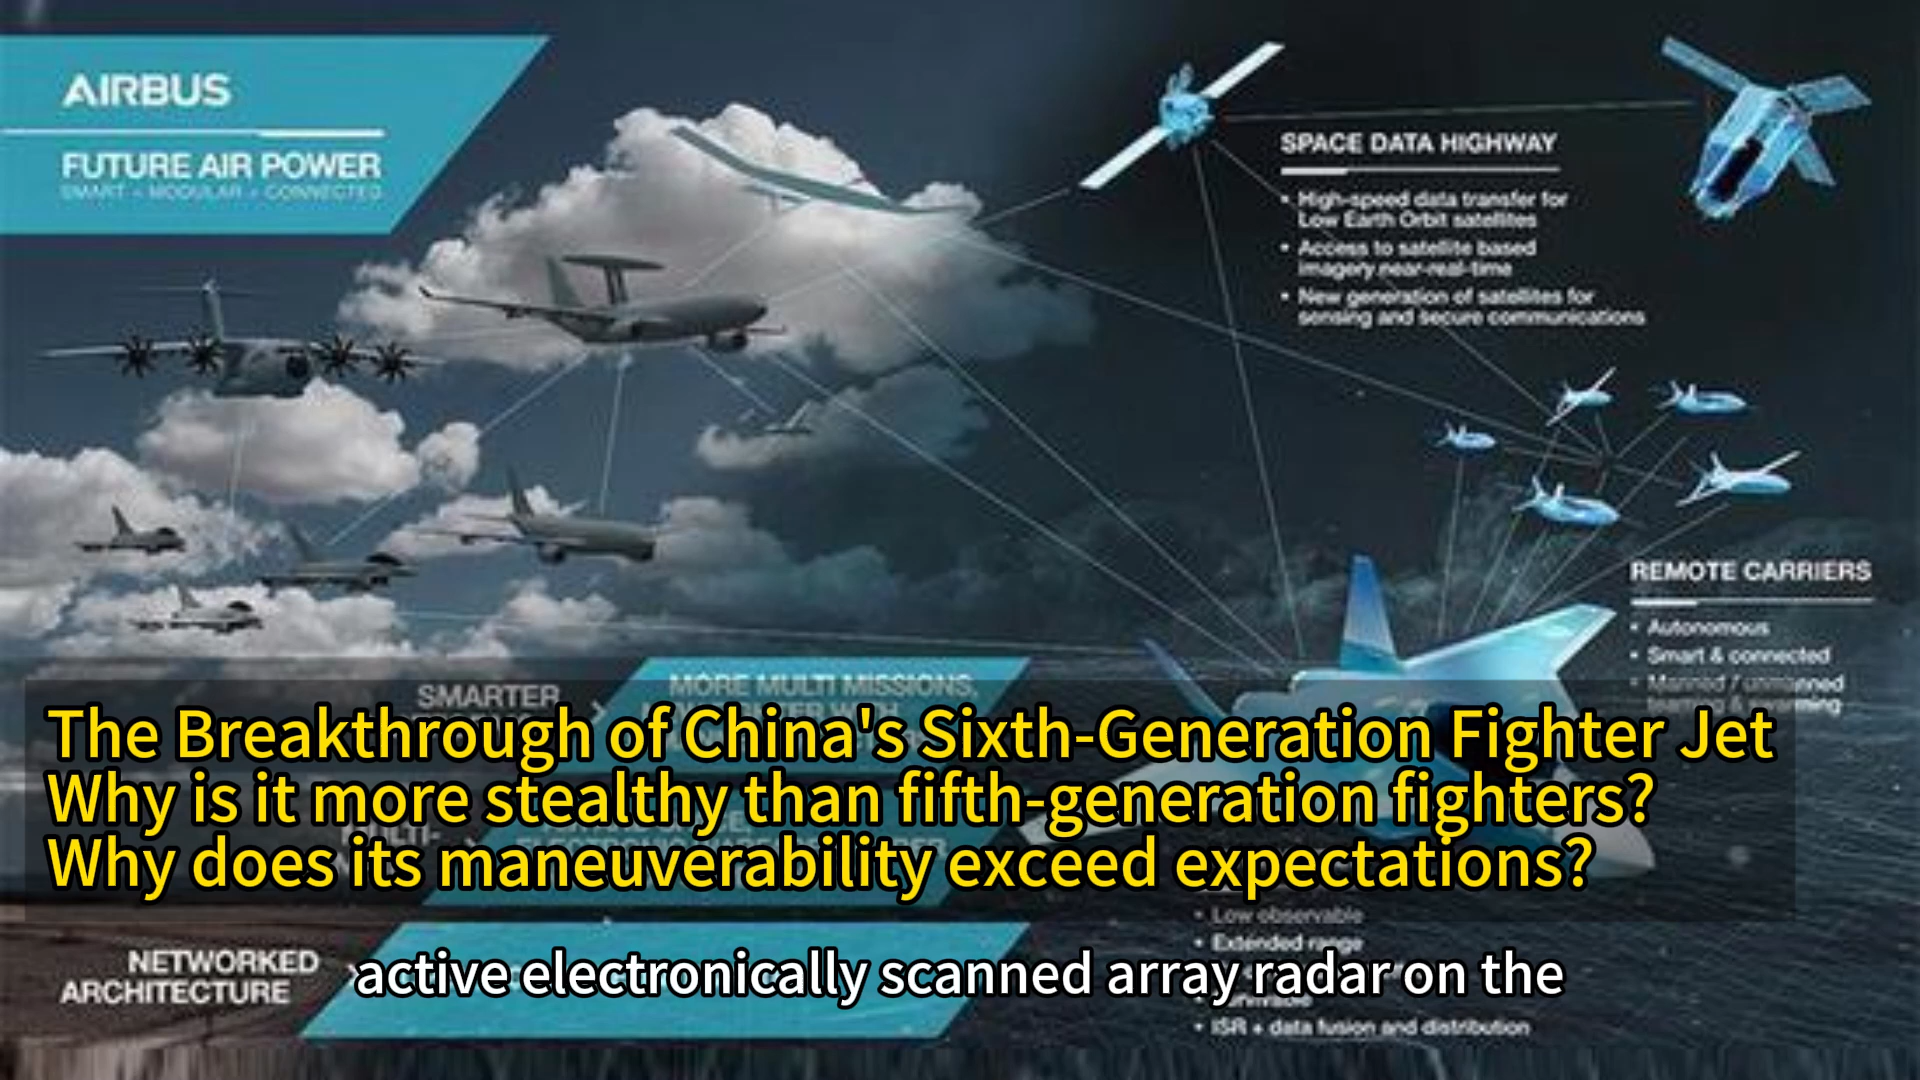 AIRBUS
FUTURE AIR POWER
SMART + MODULAR + CONNECTED
SPACE DATA HIGHWAY
• High-speed data transfer for
Low Earth Orbit satellites
• Access to satellite based
imagery near-real-time
• New generation of satellites for
sensing and secure communications
REMOTE CARRIERS
• Autonomous
• Smart & connected
• Manned / unmanned
teaming & swarming
SMARTER
MORE MULTI MISSIONS,
The Breakthrough of China's Sixth-Generation Fighter Jet
Why is it more stealthy than fifth-generation fighters?
Why does its maneuverability exceed expectations?
• Low observable
• Extended range
NETWORKED
ARCHITECTURE
active electronically scanned array radar on the
• ISR + data fusion and distribution